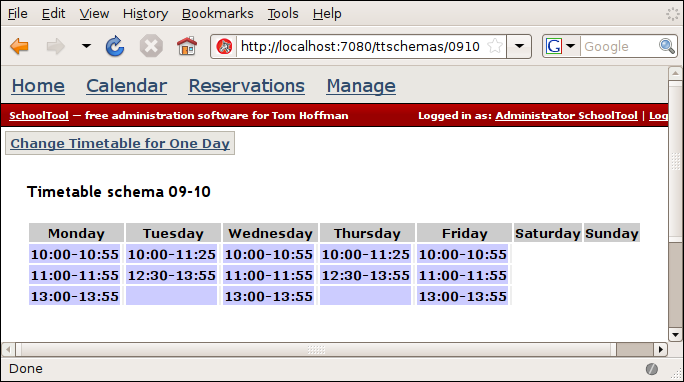 File Edit View History Bookmarks Tools Help
http://localhost:7080/ttschemas/0910 G Google
Home Calendar Reservations Manage
SchoolTool — free administration software for Tom Hoffman Logged in as: Administrator SchoolTool | Log
Change Timetable for One Day
Timetable schema 09-10
Monday Tuesday Wednesday Thursday Friday Saturday Sunday
10:00-10:55 10:00-11:25 10:00-10:55 10:00-11:25 10:00-10:55
11:00-11:55 12:30-13:55 11:00-11:55 12:30-13:55 11:00-11:55
13:00-13:55 13:00-13:55 13:00-13:55
Done